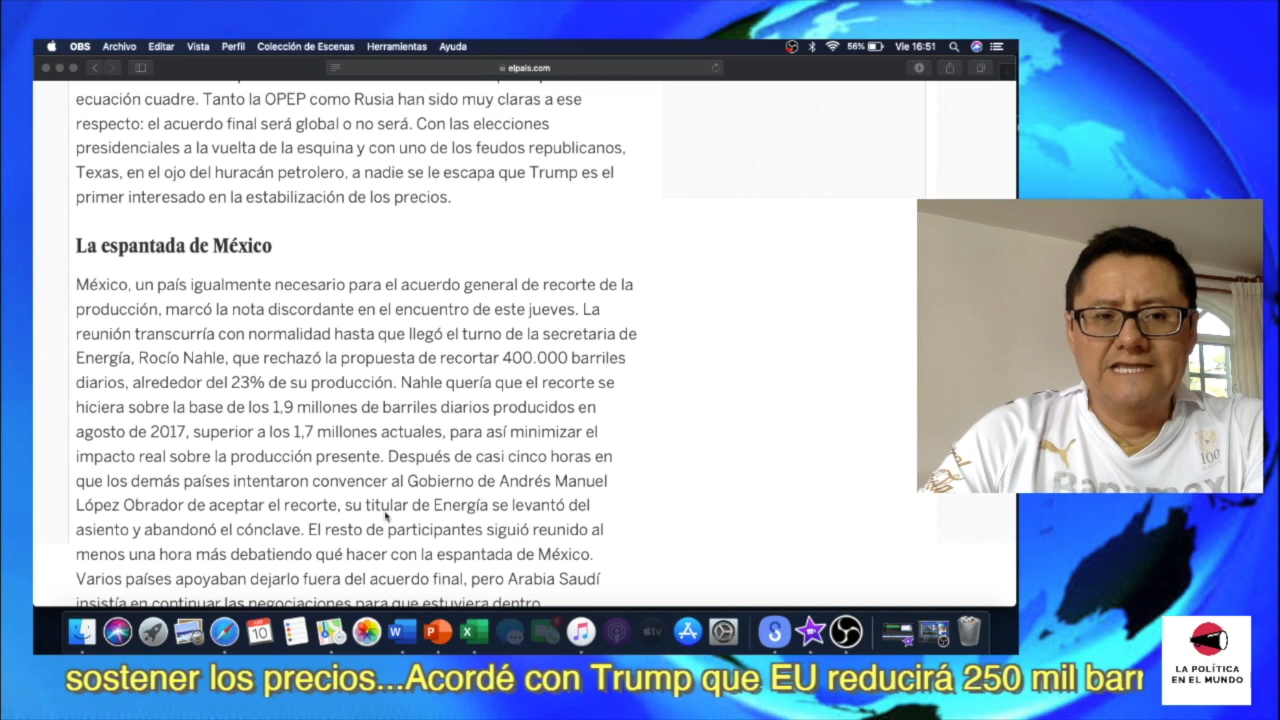 OBS Archivo Editar Vista Perfil Colección de Escenas Herramientas Ayuda 56% Vie 16:51
elpais.com
ecuación cuadre. Tanto la OPEP como Rusia han sido muy claras a ese
respecto: el acuerdo final será global o no será. Con las elecciones
presidenciales a la vuelta de la esquina y con uno de los feudos republicanos,
Texas, en el ojo del huracán petrolero, a nadie se le escapa que Trump es el
primer interesado en la estabilización de los precios.
La espantada de México
México, un país igualmente necesario para el acuerdo general de recorte de la
producción, marcó la nota discordante en el encuentro de este jueves. La
reunión transcurría con normalidad hasta que llegó el turno de la secretaria de
Energía, Rocío Nahle, que rechazó la propuesta de recortar 400.000 barriles
diarios, alrededor del 23% de su producción. Nahle quería que el recorte se
hiciera sobre la base de los 1,9 millones de barriles diarios producidos en
agosto de 2017, superior a los 1,7 millones actuales, para así minimizar el
impacto real sobre la producción presente. Después de casi cinco horas en
que los demás países intentaron convencer al Gobierno de Andrés Manuel
López Obrador de aceptar el recorte, su titular de Energía se levantó del
asiento y abandonó el cónclave. El resto de participantes siguió reunido al
menos una hora más debatiendo qué hacer con la espantada de México.
Varios países apoyaban dejarlo fuera del acuerdo final, pero Arabia Saudí
insistía en continuar las negociaciones para que estuviera dentro.
100
Banamex
10
W P X
tv
S
sostener los precios...Acordé con Trump que EU reducirá 250 mil barr
LA POLÍTICA
EN EL MUNDO